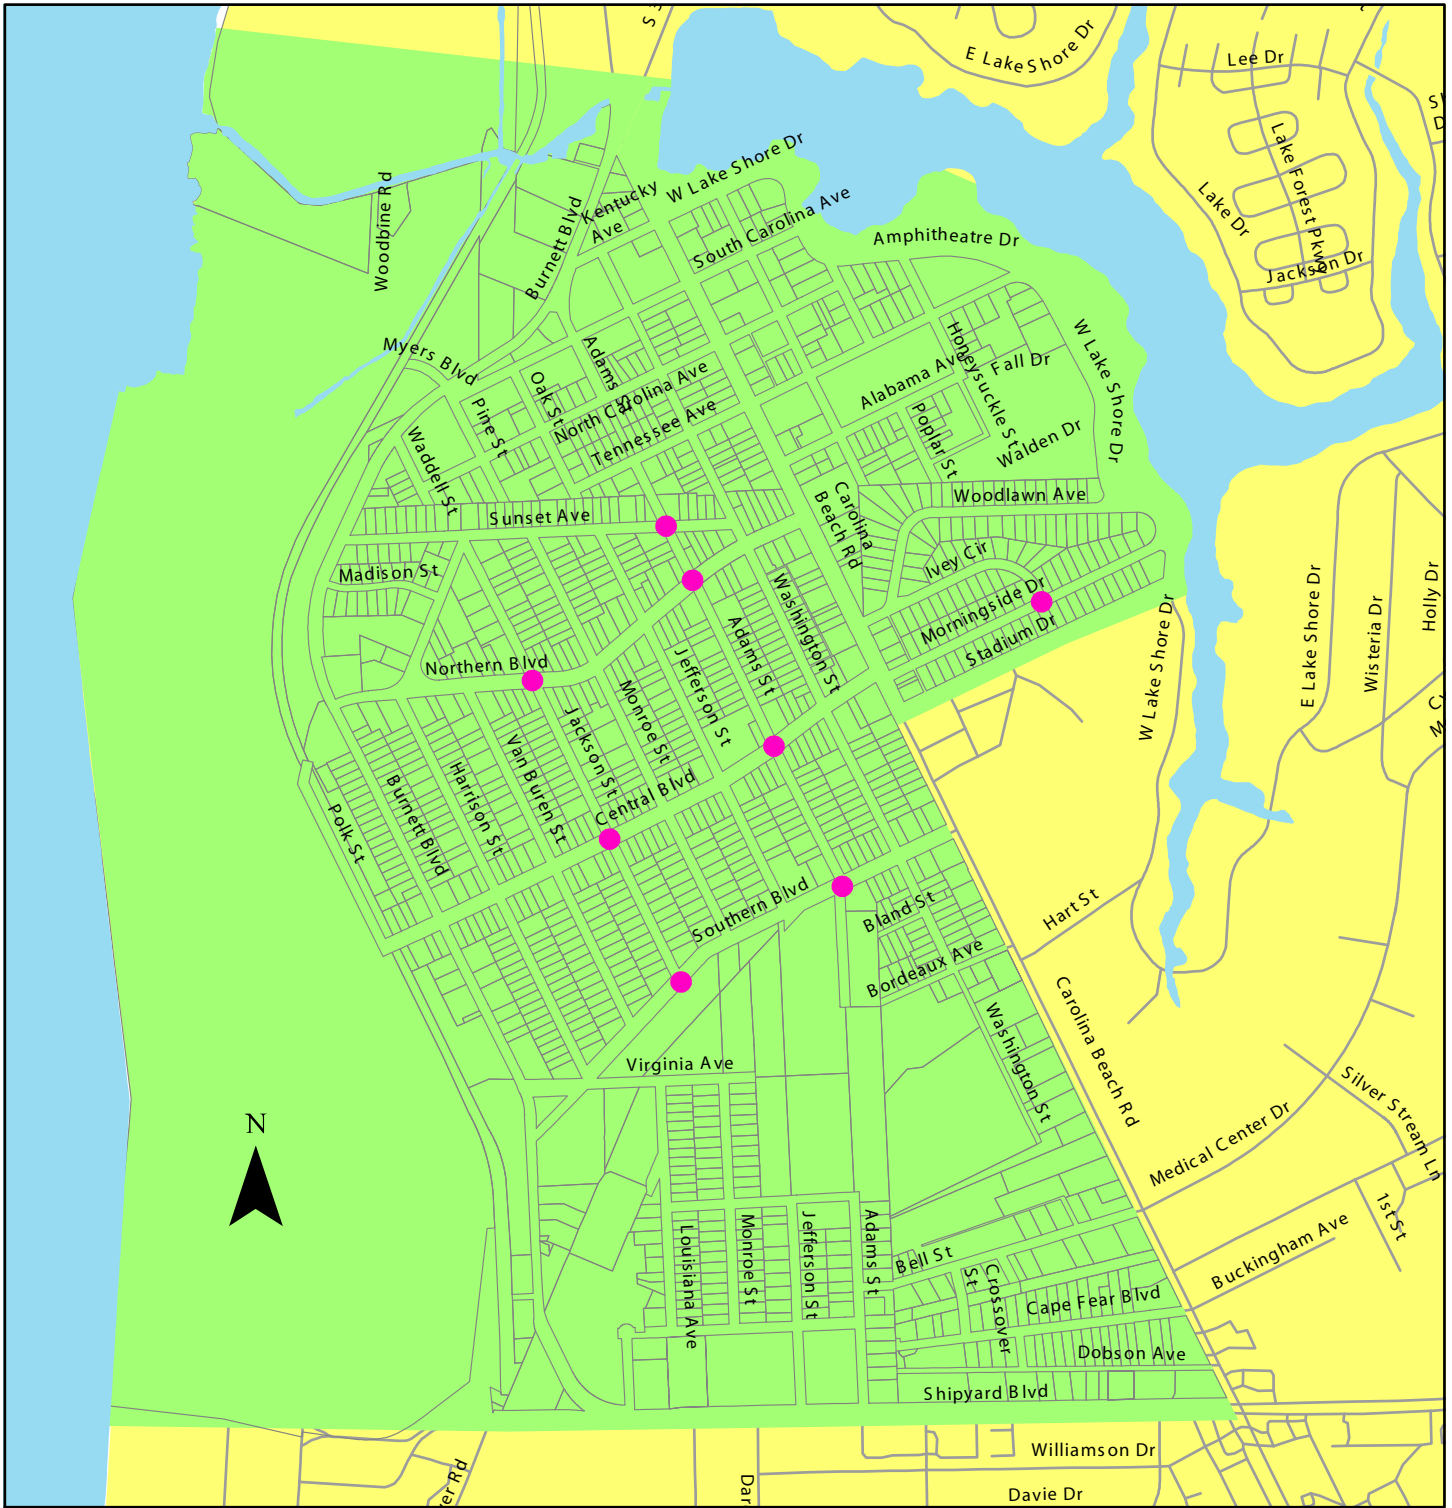 E Lake Shore Dr
Lee Dr
Lake Forest Pkwy
Lake Dr
Jackson Dr
W Lake Shore Dr
Kentucky
Ave
South Carolina Ave
Amphitheatre Dr
Woodbine Rd
Burnett Blvd
Myers Blvd
Adams St
Oak St
North Carolina Ave
Tennessee Ave
Pine St
Waddell St
Honeysuckle St
Fall Dr
Alabama Ave
Poplar St
Walden Dr
W Lake Shore Dr
Woodlawn Ave
Carolina
Beach Rd
Sunset Ave
Madison St
Ivey Cir
Morningside Dr
Stadium Dr
Washington St
Adams St
Jefferson St
Monroe St
Northern Blvd
Jackson St
Van Buren St
Harrison St
Burnett Blvd
Polk St
Central Blvd
W Lake Shore Dr
E Lake Shore Dr
Wisteria Dr
Holly Dr
Southern Blvd
Bland St
Bordeaux Ave
Hart St
Carolina Beach Rd
Washington St
Virginia Ave
N
Medical Center Dr
Silver Stream Ln
1st St
Buckingham Ave
Louisiana Ave
Monroe St
Jefferson St
Adams St
Bell St
Crossover
St
Cape Fear Blvd
Dobson Ave
Shipyard Blvd
Williamson Dr
Davie Dr
ver Rd
Dar